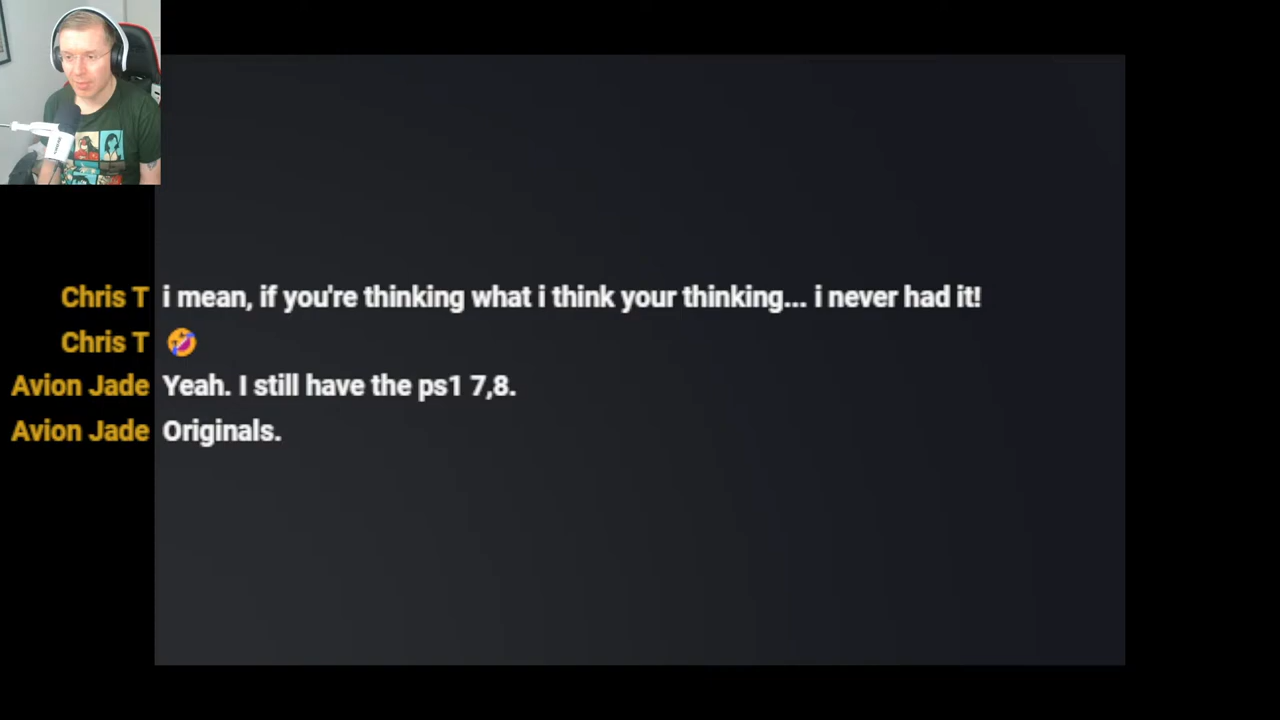 Chris T i mean, if you're thinking what i think your thinking... i never had it!
Chris T 🤣
Avion Jade Yeah. I still have the ps1 7,8.
Avion Jade Originals.